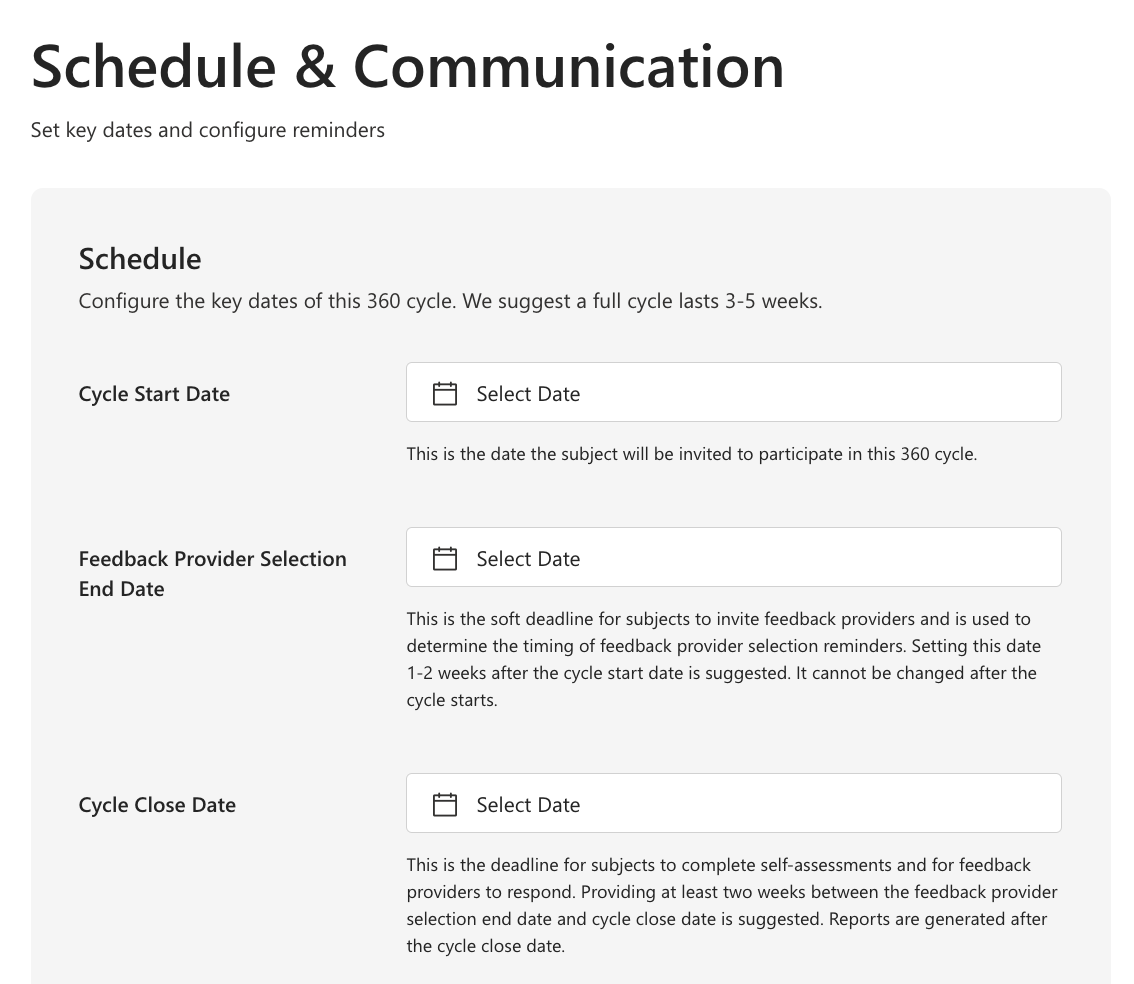 Schedule & Communication
Set key dates and configure reminders
Schedule
Configure the key dates of this 360 cycle. We suggest a full cycle lasts 3-5 weeks.
Cycle Start Date
Select Date
This is the date the subject will be invited to participate in this 360 cycle.
Feedback Provider Selection
End Date
Select Date
This is the soft deadline for subjects to invite feedback providers and is used to
determine the timing of feedback provider selection reminders. Setting this date
1-2 weeks after the cycle start date is suggested. It cannot be changed after the
cycle starts.
Cycle Close Date
Select Date
This is the deadline for subjects to complete self-assessments and for feedback
providers to respond. Providing at least two weeks between the feedback provider
selection end date and cycle close date is suggested. Reports are generated after
the cycle close date.